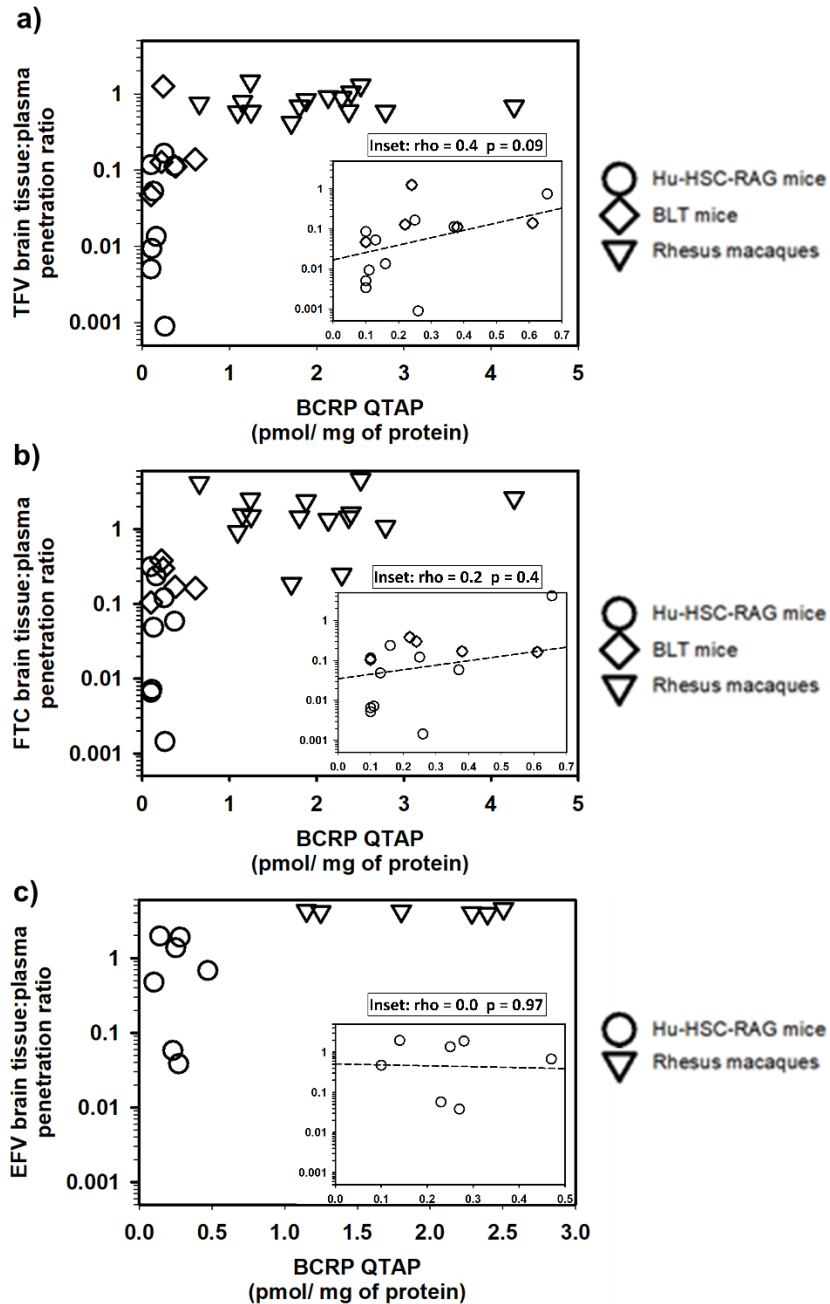 a)
TFV brain tissue:plasma
penetration ratio
1
0.1
0.01
0.001
0 1 2 3 4 5
BCRP QTAP
(pmol/ mg of protein)
Inset: rho = 0.4 p = 0.09
1
0.1
0.01
0.001
0.0 0.1 0.2 0.3 0.4 0.5 0.6 0.7
Hu-HSC-RAG mice
BLT mice
Rhesus macaques
b)
FTC brain tissue:plasma
penetration ratio
1
0.1
0.01
0.001
0 1 2 3 4 5
BCRP QTAP
(pmol/ mg of protein)
Inset: rho = 0.2 p = 0.4
1
0.1
0.01
0.001
0.0 0.1 0.2 0.3 0.4 0.5 0.6 0.7
Hu-HSC-RAG mice
BLT mice
Rhesus macaques
c)
EFV brain tissue:plasma
penetration ratio
1
0.1
0.01
0.001
0.0 0.5 1.0 1.5 2.0 2.5 3.0
BCRP QTAP
(pmol/ mg of protein)
Inset: rho = 0.0 p = 0.97
1
0.1
0.01
0.001
0.0 0.1 0.2 0.3 0.4 0.5
Hu-HSC-RAG mice
Rhesus macaques